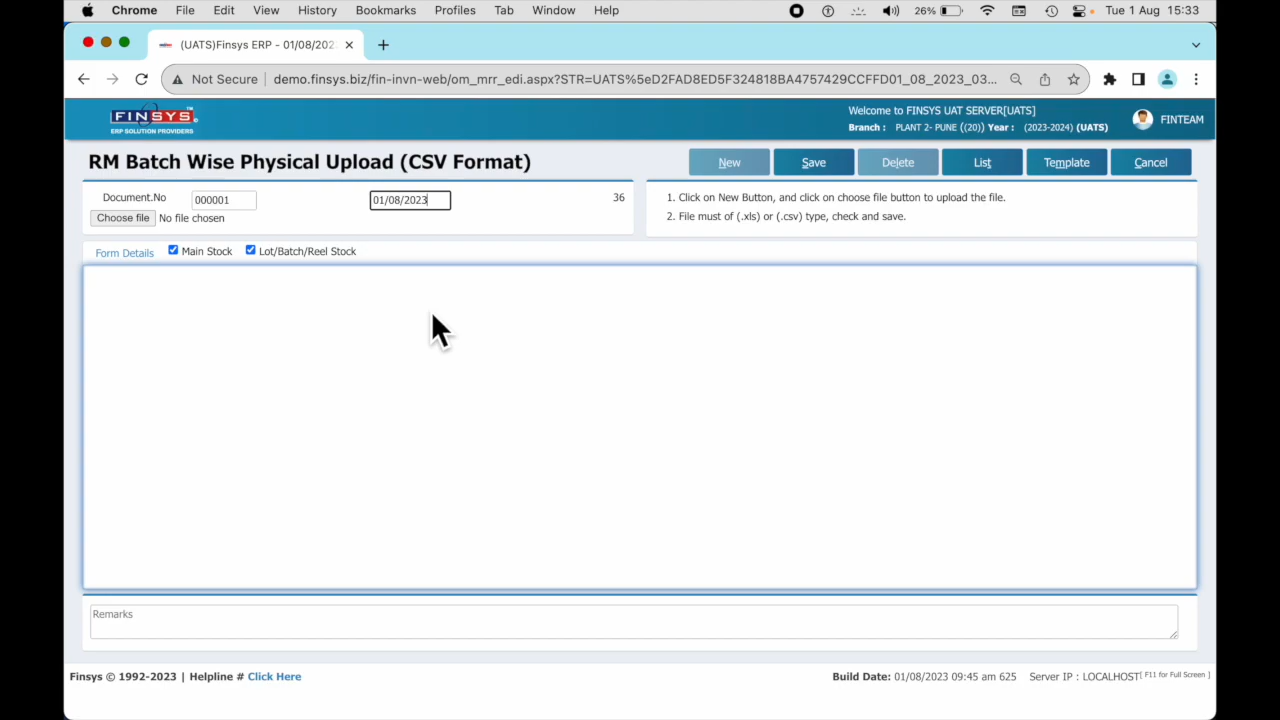 Chrome File Edit View History Bookmarks Profiles Tab Window Help 26% Tue 1 Aug 15:33
(UATS)Finsys ERP - 01/08/202
Not Secure | demo.finsys.biz/fin-invn-web/om_mrr_edi.aspx?STR=UATS%5eD2FAD8ED5F324818BA4757429CCFFD01_08_2023_03...
FINSYS™
ERP SOLUTION PROVIDERS
Welcome to FINSYS UAT SERVER[UATS]
Branch : PLANT 2- PUNE ((20)) Year : (2023-2024) (UATS)
FINTEAM
RM Batch Wise Physical Upload (CSV Format)
New Save Delete List Template Cancel
Document.No 000001 01/08/2023 36
Choose file No file chosen
1. Click on New Button, and click on choose file button to upload the file.
2. File must of (.xls) or (.csv) type, check and save.
Form Details Main Stock Lot/Batch/Reel Stock
Remarks
Finsys © 1992-2023 | Helpline # Click Here
Build Date: 01/08/2023 09:45 am 625 Server IP : LOCALHOST[ F11 for Full Screen ]